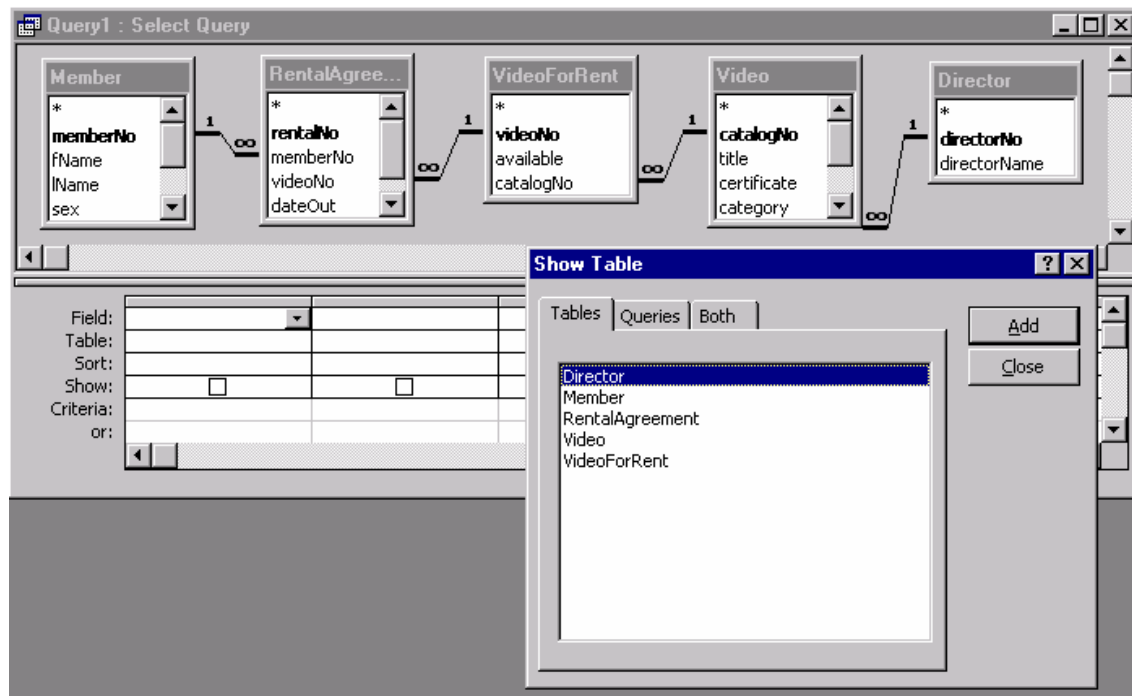 Query1 : Select Query
Member
*
memberNo
fName
lName
sex
1
∞
RentalAgree...
*
rentalNo
memberNo
videoNo
dateOut
∞
1
VideoForRent
*
videoNo
available
catalogNo
∞
1
Video
*
catalogNo
title
certificate
category
∞
1
Director
*
directorNo
directorName
Field:
Table:
Sort:
Show:
Criteria:
or:
Show Table
?
Tables Queries Both
Director
Member
RentalAgreement
Video
VideoForRent
Add
Close